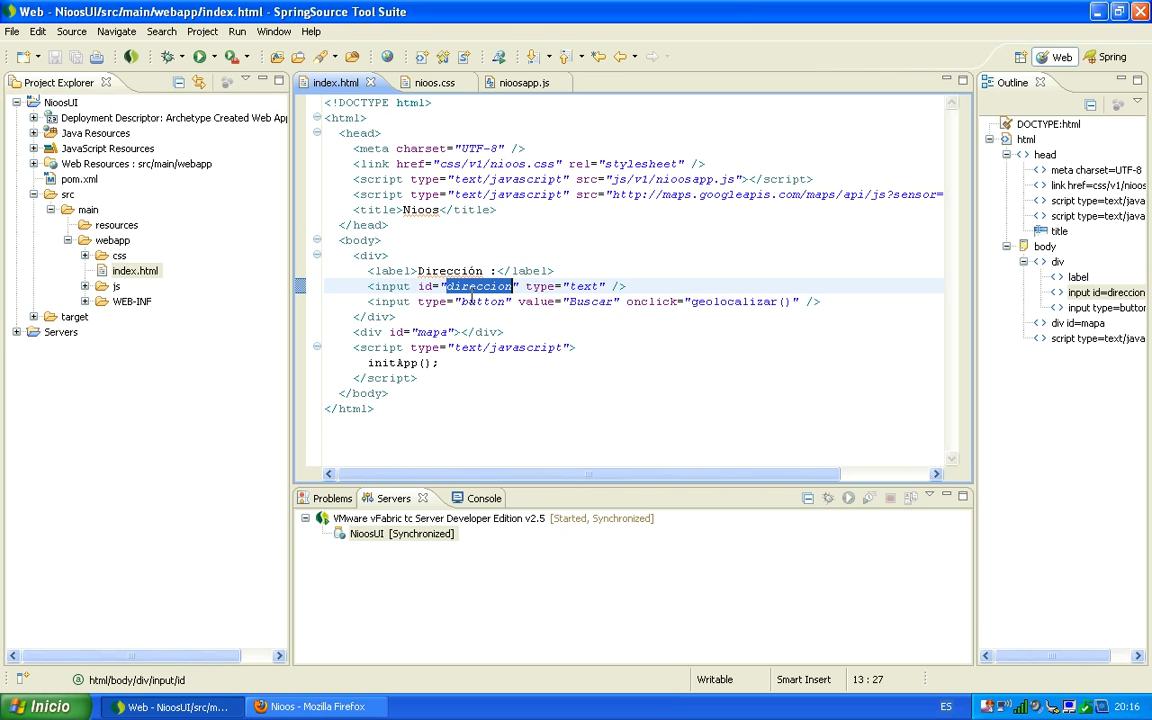 Web - NioosUI/src/main/webapp/index.html - SpringSource Tool Suite
File Edit Source Navigate Search Project Run Window Help
Web Spring
Project Explorer
NioosUI
Deployment Descriptor: Archetype Created Web App
Java Resources
JavaScript Resources
Web Resources : src/main/webapp
pom.xml
src
main
resources
webapp
css
index.html
js
WEB-INF
target
Servers
index.html nioos.css nioosapp.js
<!DOCTYPE html>
<html>
<head>
<meta charset="UTF-8" />
<link href="css/v1/nioos.css" rel="stylesheet" />
<script type="text/javascript" src="js/v1/nioosapp.js"></script>
<script type="text/javascript" src="http://maps.googleapis.com/maps/api/js?sensor=
<title>Nioos</title>
</head>
<body>
<div>
<label>Dirección :</label>
<input id="direccion" type="text" />
<input type="button" value="Buscar" onclick="geolocalizar()" />
</div>
<div id="mapa"></div>
<script type="text/javascript">
initApp();
</script>
</body>
</html>
Outline
DOCTYPE:html
html
head
meta charset=UTF-8
link href=css/v1/nioos
script type=text/java
script type=text/java
title
body
div
label
input id=direccion
input type=button
div id=mapa
script type=text/java
Problems Servers Console
VMware vFabric tc Server Developer Edition v2.5 [Started, Synchronized]
NioosUI [Synchronized]
html/body/div/input/id
Writable
Smart Insert
13 : 27
Inicio
Web - NioosUI/src/m...
Nioos - Mozilla Firefox
ES
20:16